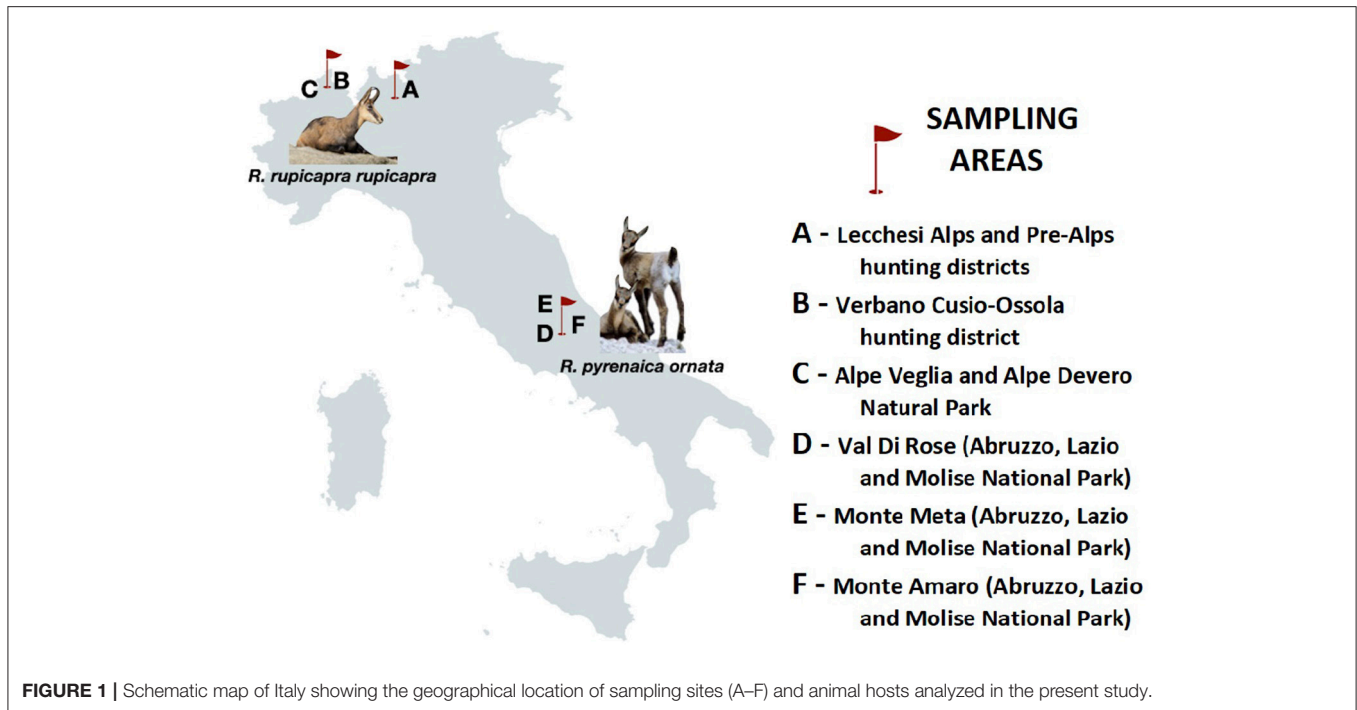 C B A
R. rupicapra rupicapra
E
D F
R. pyrenaica ornata
SAMPLING
AREAS
A - Lecchesi Alps and Pre-Alps
hunting districts
B - Verbano Cusio-Ossola
hunting district
C - Alpe Veglia and Alpe Devero
Natural Park
D - Val Di Rose (Abruzzo, Lazio
and Molise National Park)
E - Monte Meta (Abruzzo, Lazio
and Molise National Park)
F - Monte Amaro (Abruzzo, Lazio
and Molise National Park)
FIGURE 1 | Schematic map of Italy showing the geographical location of sampling sites (A–F) and animal hosts analyzed in the present study.